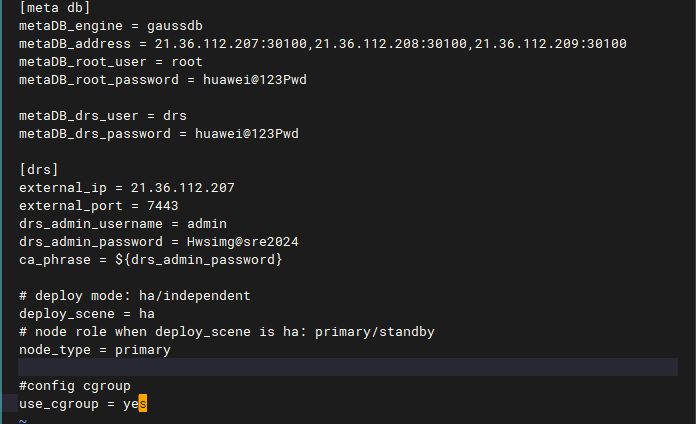 [meta db]
metaDB_engine = gaussdb
metaDB_address = 21.36.112.207:30100,21.36.112.208:30100,21.36.112.209:30100
metaDB_root_user = root
metaDB_root_password = huawei@123Pwd
metaDB_drs_user = drs
metaDB_drs_password = huawei@123Pwd
[drs]
external_ip = 21.36.112.207
external_port = 7443
drs_admin_username = admin
drs_admin_password = Hwsimg@sre2024
ca_phrase = ${drs_admin_password}
# deploy mode: ha/independent
deploy_scene = ha
# node role when deploy_scene is ha: primary/standby
node_type = primary
#config cgroup
use_cgroup = yes
~